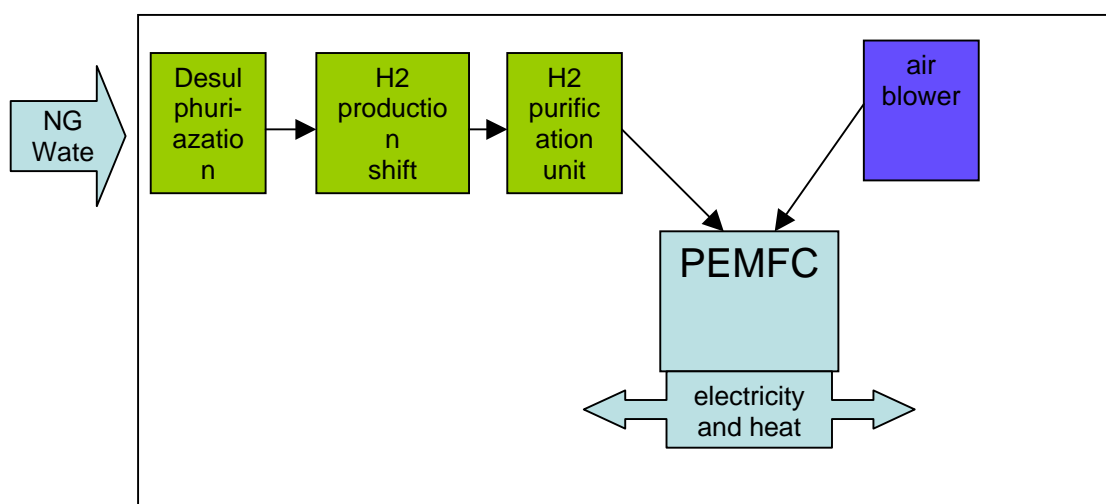 NG
Wate
Desul
phuri-
azatio
n
H2
productio
n
shift
H2
purific
ation
unit
air
blower
PEMFC
electricity
and heat